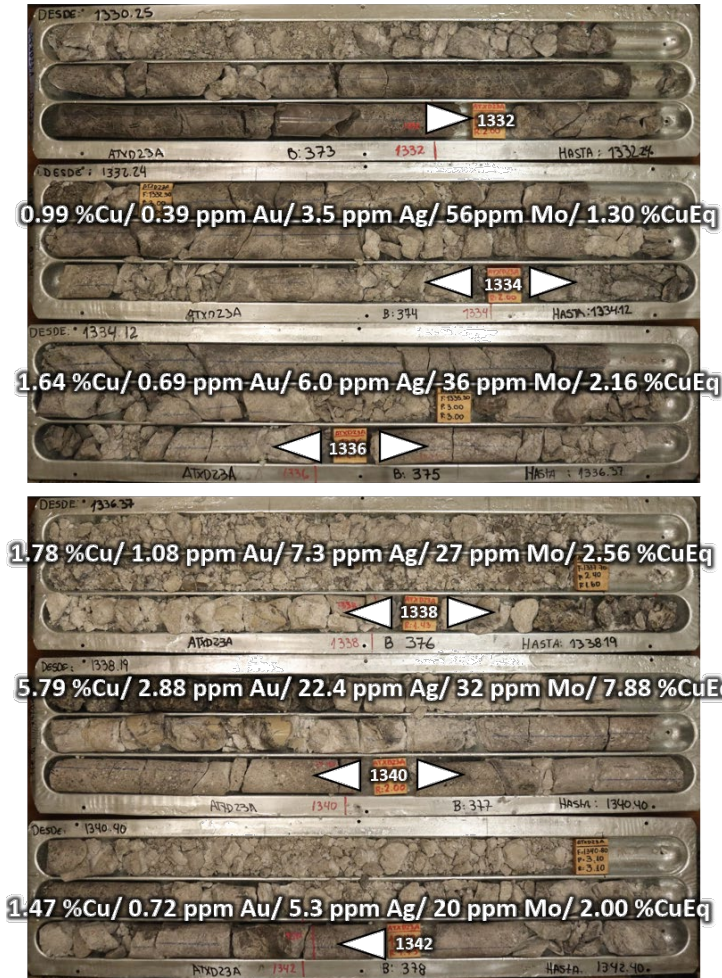 DESDE: 1330.25
1332
ATXD23A B: 373 1332 HASTA: 1332.24
DESDE: 1332.24
0.99 %Cu/ 0.39 ppm Au/ 3.5 ppm Ag/ 56ppm Mo/ 1.30 %CuEq
1334
ATXD23A B: 374 1334 HASTA: 1334.12
DESDE: 1334.12
1.64 %Cu/ 0.69 ppm Au/ 6.0 ppm Ag/ 36 ppm Mo/ 2.16 %CuEq
1336
ATXD23A 1336 B: 375 HASTA: 1336.37
DESDE: 1336.37
1.78 %Cu/ 1.08 ppm Au/ 7.3 ppm Ag/ 27 ppm Mo/ 2.56 %CuEq
1338
ATXD23A 1338. B 376 HASTA: 1338.19
DESDE: 1338.19
5.79 %Cu/ 2.88 ppm Au/ 22.4 ppm Ag/ 32 ppm Mo/ 7.88 %CuEq
1340
ATXD23A 1340 B: 377 HASTA: 1340.40.
DESDE: 1340.40
1.47 %Cu/ 0.72 ppm Au/ 5.3 ppm Ag/ 20 ppm Mo/ 2.00 %CuEq
1342
ATXD23A 1342 B: 378 HASTA: 1342.40.